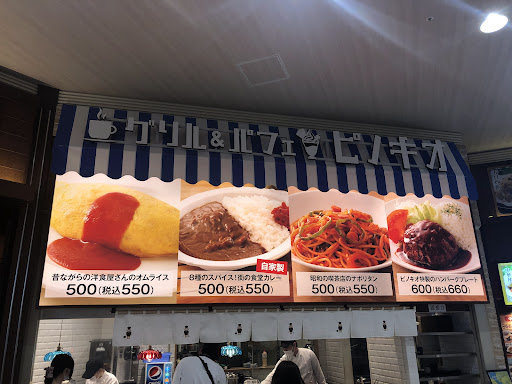 グリル&パフェ ピノキオ
昔ながらの洋食屋さんのオムライス
500(税込550)
8種のスパイス!街の食堂カレー
自家製
500(税込550)
昭和の喫茶店のナポリタン
500(税込550)
ピノキオ特製のハンバーグプレート
600(税込660)
pepsi